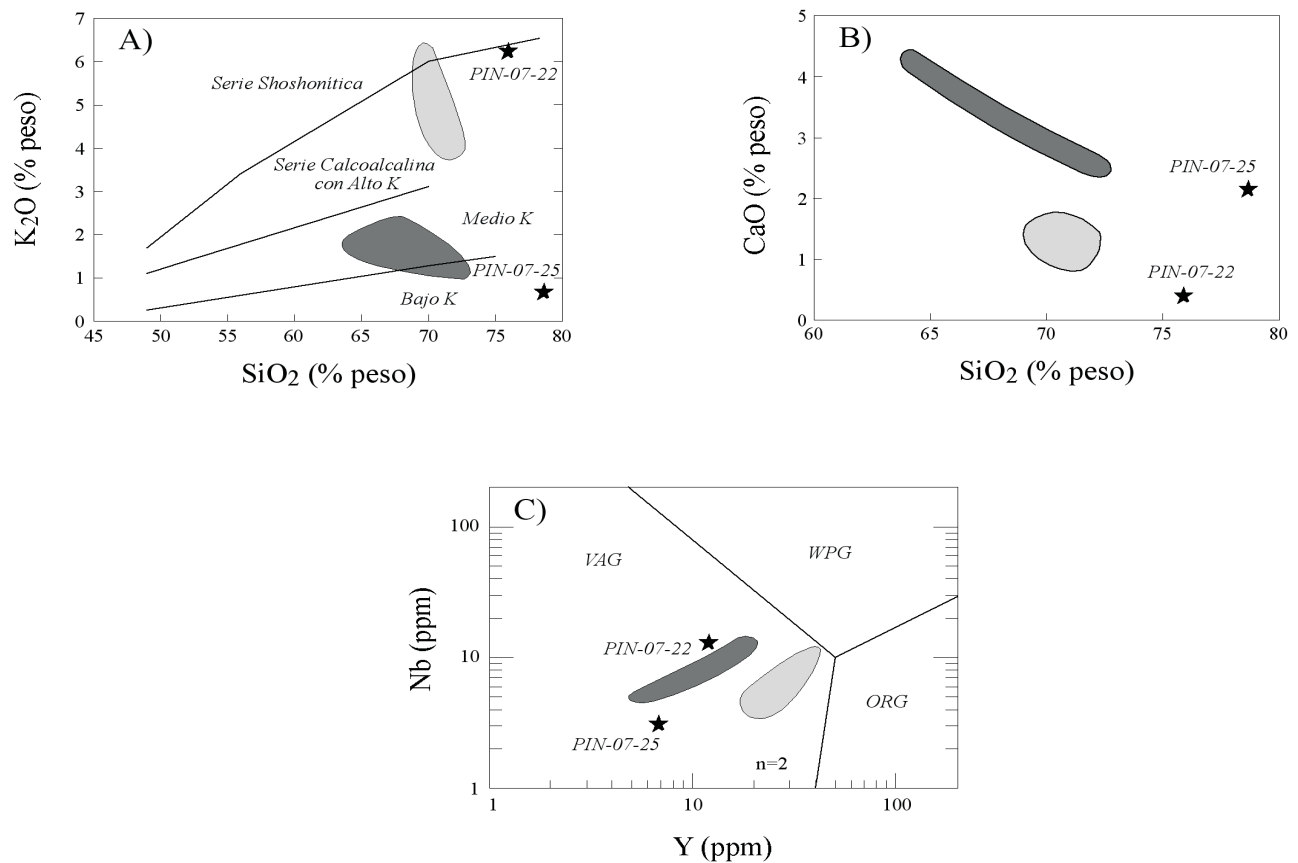 A)
7
6
5
4
3
2
1
0
K₂O (% peso)
Serie Shoshonítica
PIN-07-22
Serie Calcoalcalina
con Alto K
Medio K
PIN-07-25
Bajo K
45 50 55 60 65 70 75 80
SiO₂ (% peso)
B)
5
4
3
2
1
0
CaO (% peso)
PIN-07-25
PIN-07-22
60 65 70 75 80
SiO₂ (% peso)
C)
100
10
1
Nb (ppm)
VAG
WPG
PIN-07-22
ORG
PIN-07-25
n=2
1 10 100
Y (ppm)